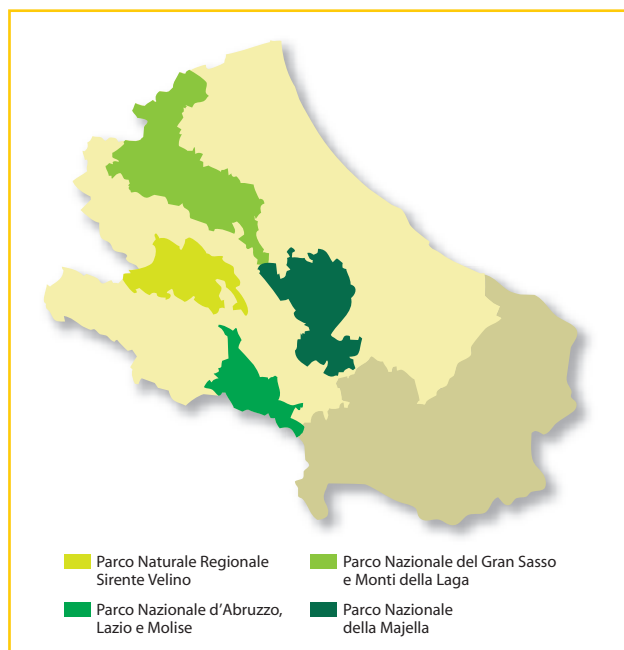 Parco Naturale Regionale
Sirente Velino
Parco Nazionale del Gran Sasso
e Monti della Laga
Parco Nazionale d'Abruzzo,
Lazio e Molise
Parco Nazionale
della Majella